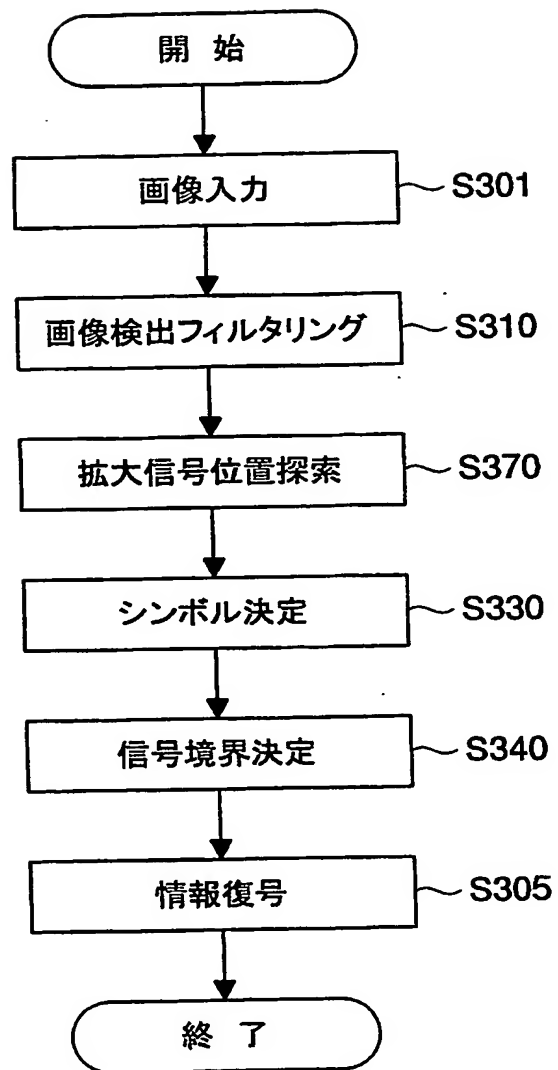 開 始
画像入力 S301
画像検出フィルタリング S310
拡大信号位置探索 S370
シンボル決定 S330
信号境界決定 S340
情報復号 S305
終 了